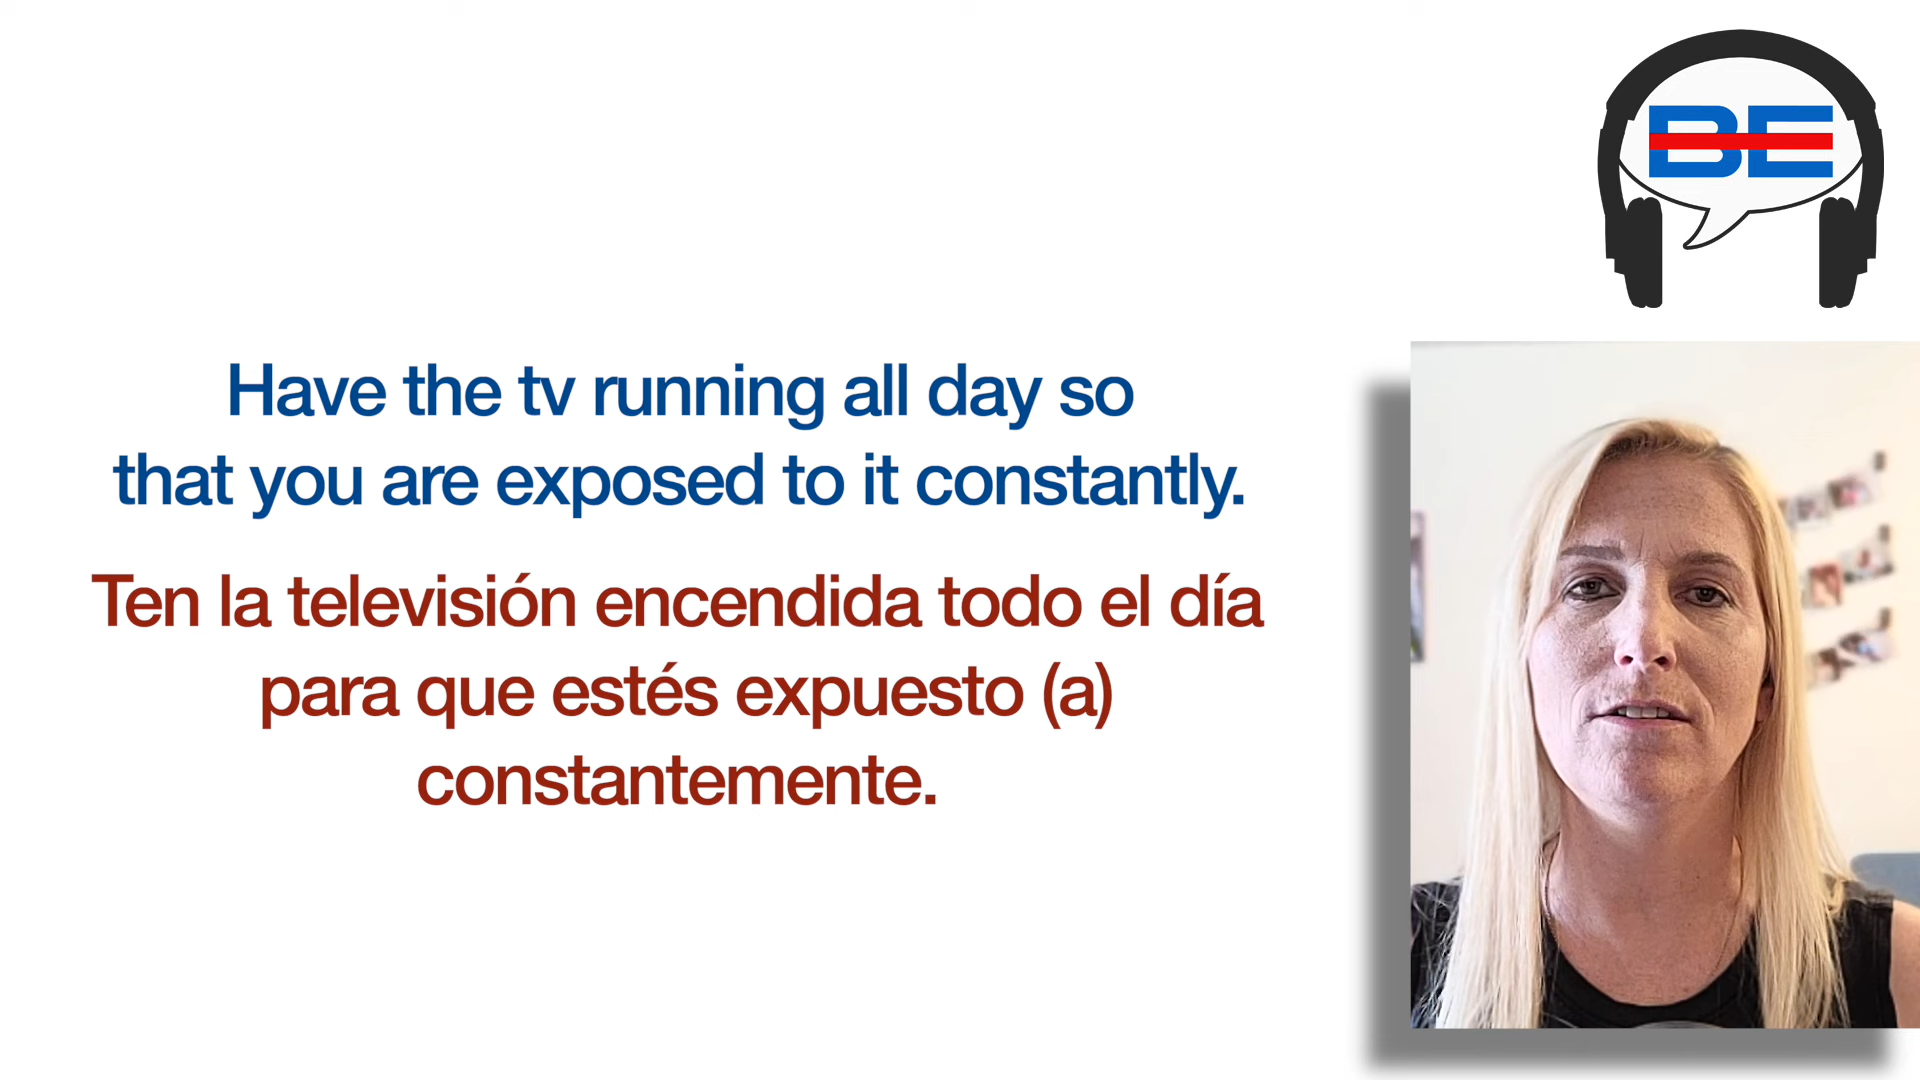 BE
Have the tv running all day so
that you are exposed to it constantly.
Ten la televisión encendida todo el día
para que estés expuesto (a)
constantemente.